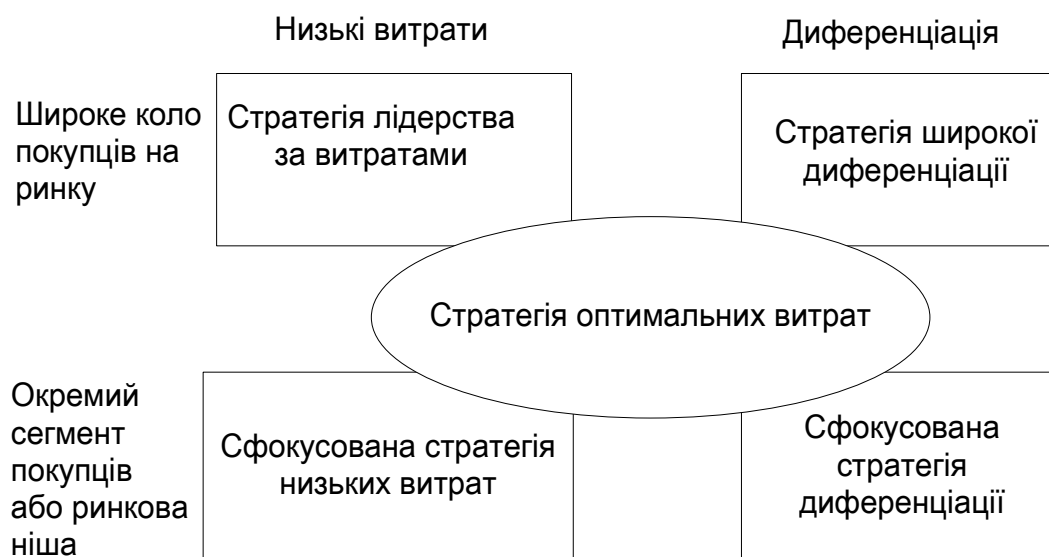 Низькі витрати
Диференціація
Широке коло
покупців на
ринку
Стратегія лідерства
за витратами
Стратегія широкої
диференціації
Стратегія оптимальних витрат
Окремий
сегмент
покупців
або ринкова
ніша
Сфокусована стратегія
низьких витрат
Сфокусована
стратегія
диференціації